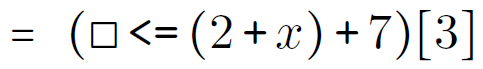 = (□ <= (2 + x) + 7)[3]